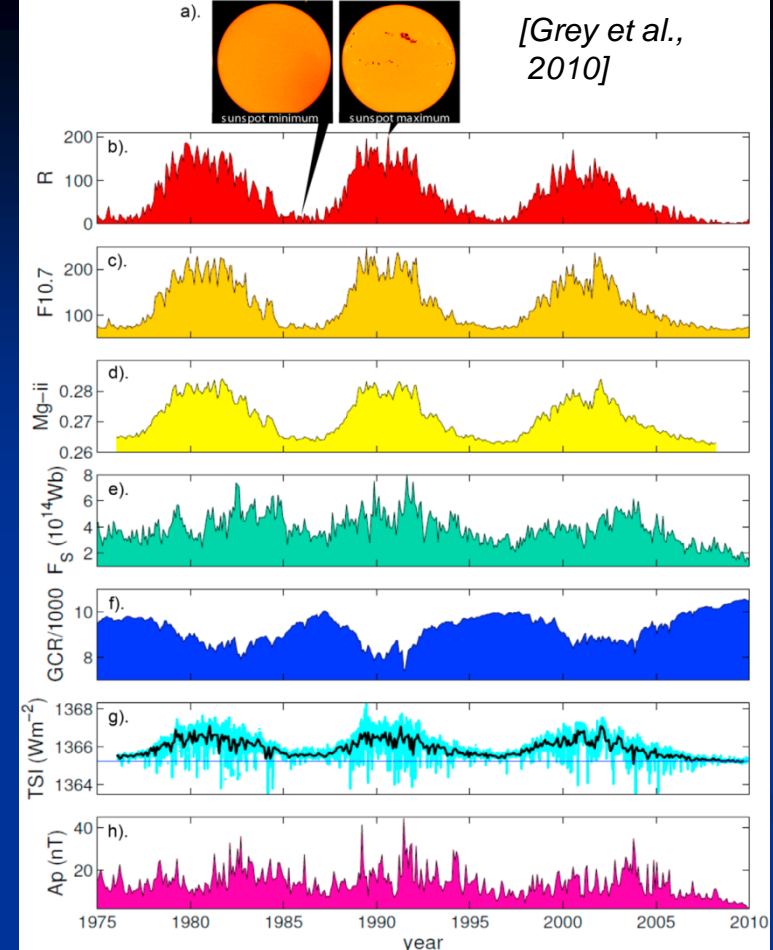 a).
[Grey et al.,
2010]
sunspot minimum
sunspot maximum
b).
R
200
100
0
c).
F10.7
200
100
d).
Mg-ii
0.28
0.27
0.26
e).
F_S (10^14Wb)
8
6
4
2
f).
GCR/1000
10
8
g).
TSI (Wm^−2)
1368
1366
1364
h).
Ap (nT)
40
20
1975 1980 1985 1990 1995 2000 2005 2010
year